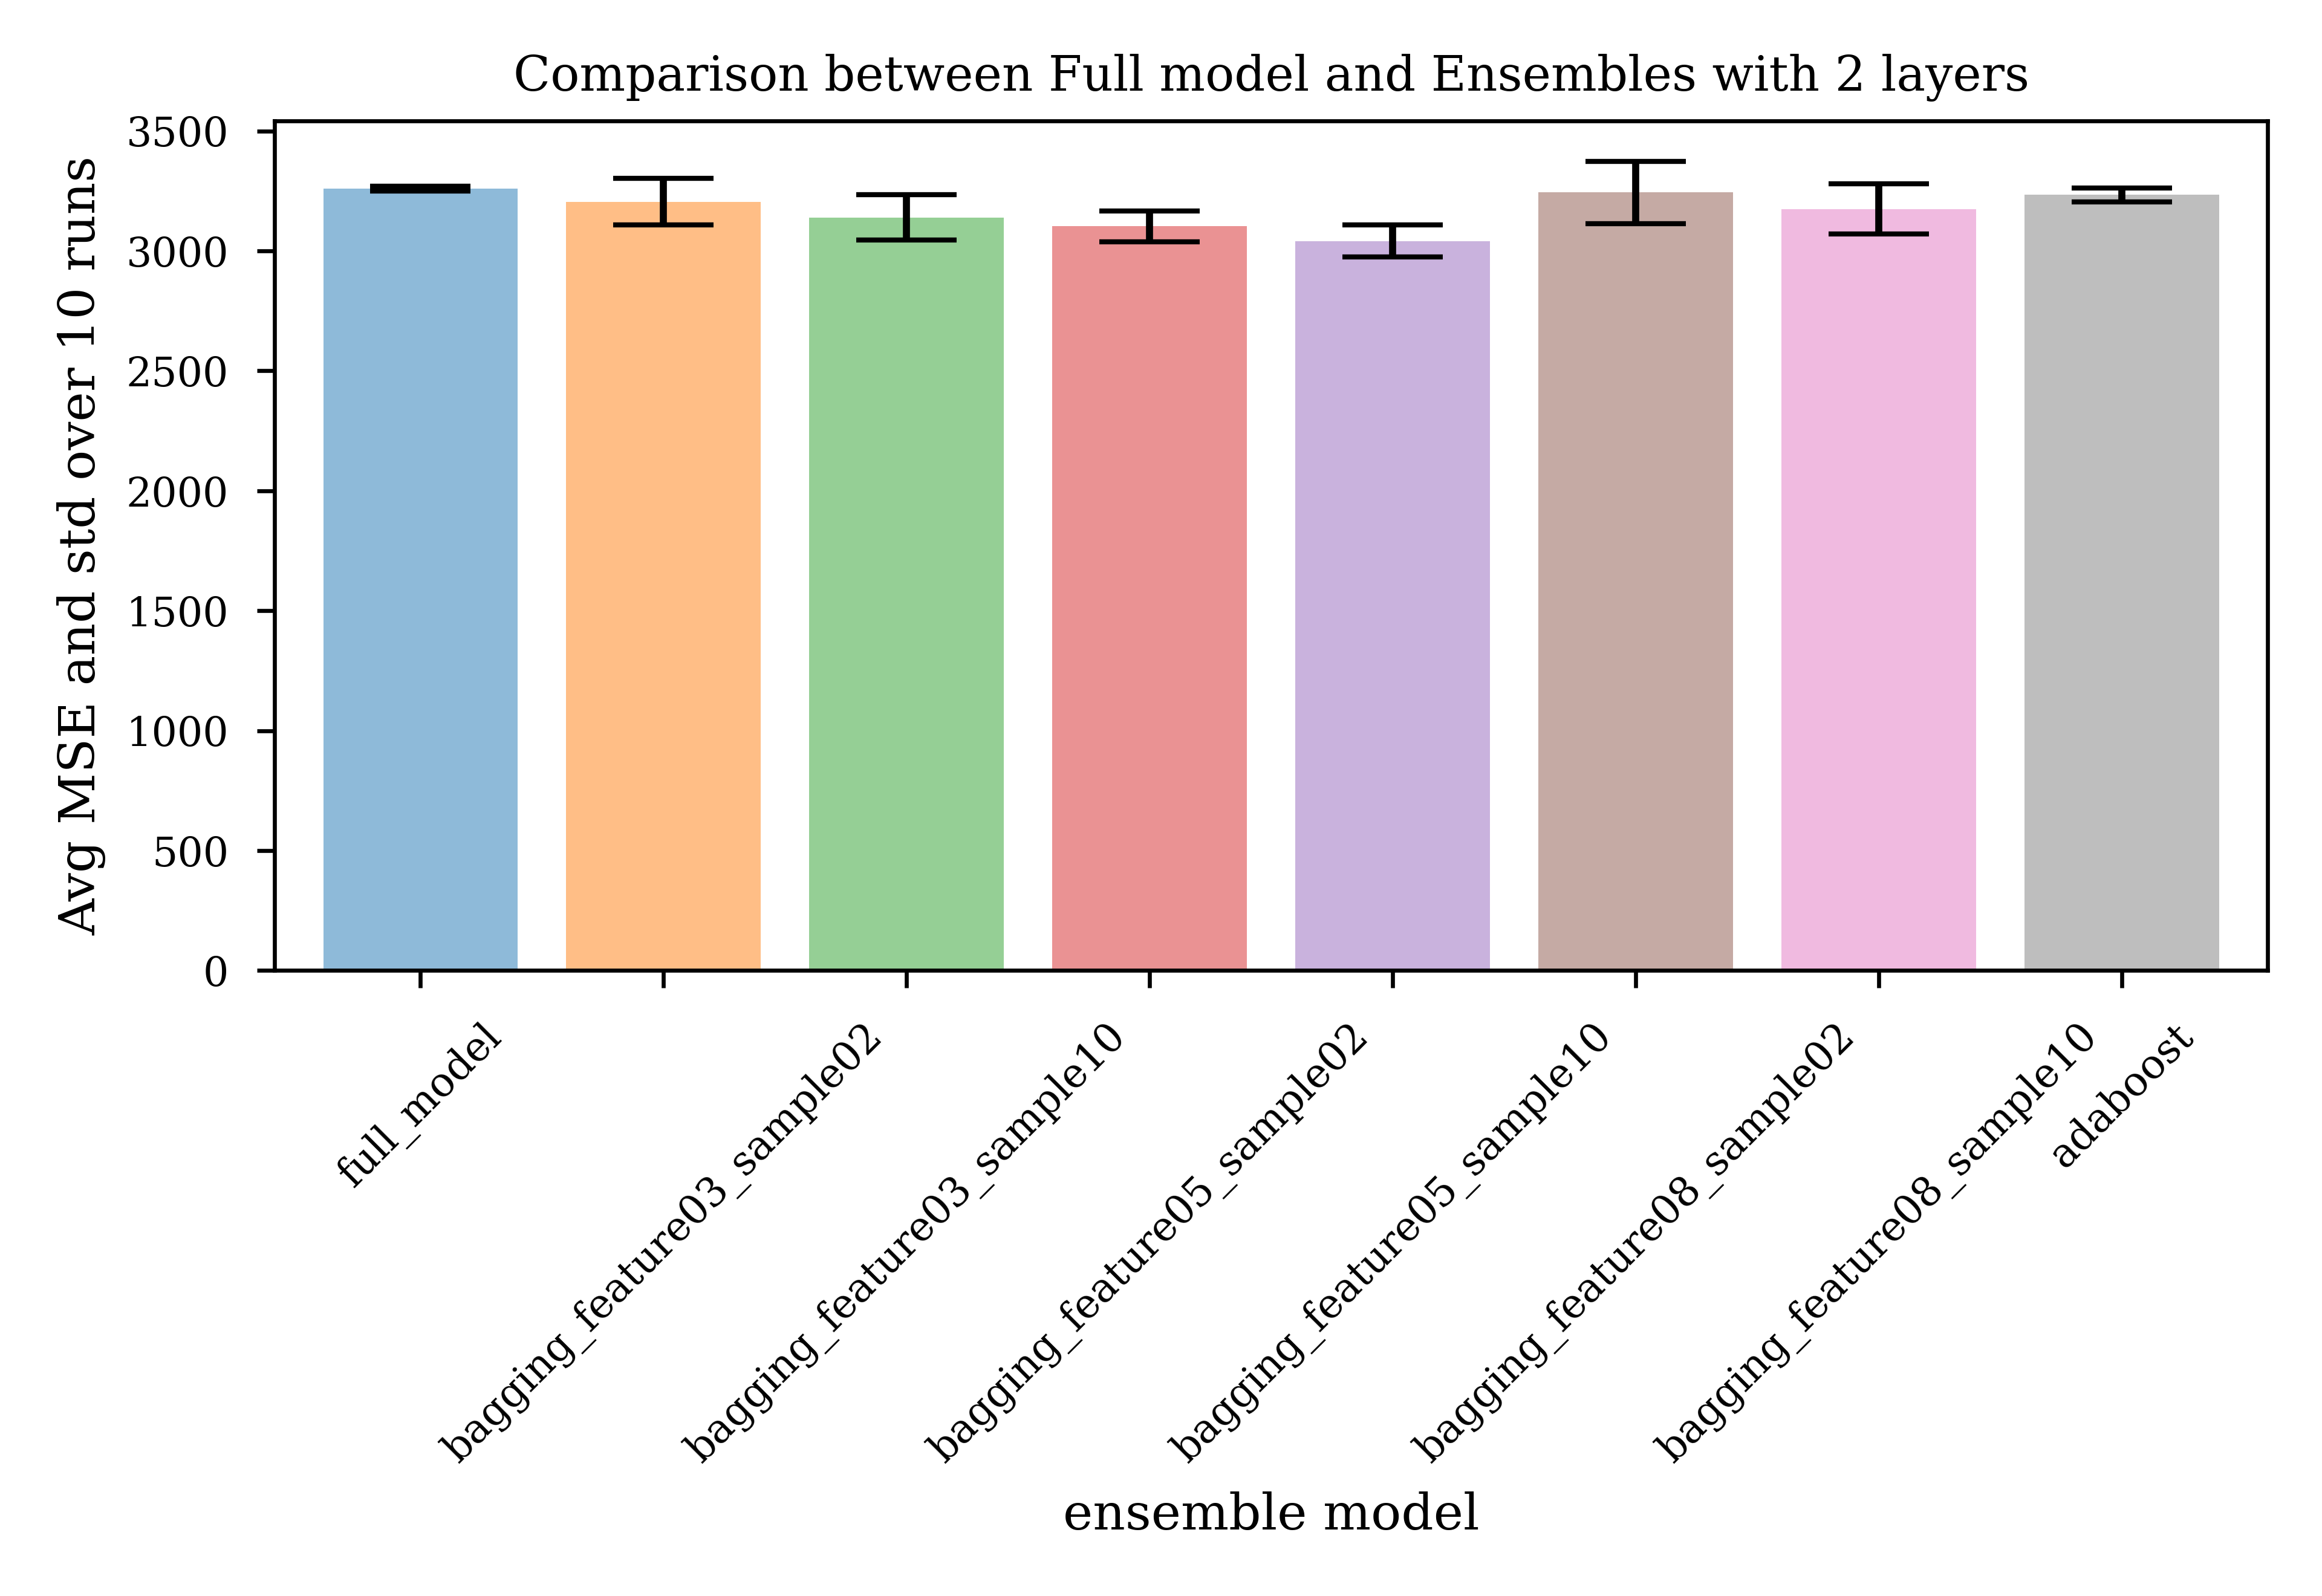 Comparison between Full model and Ensembles with 2 layers
Avg MSE and std over 10 runs
3500
3000
2500
2000
1500
1000
500
0
full_model
bagging_feature03_sample02
bagging_feature03_sample10
bagging_feature05_sample02
bagging_feature05_sample10
bagging_feature08_sample02
bagging_feature08_sample10
adaboost
ensemble model